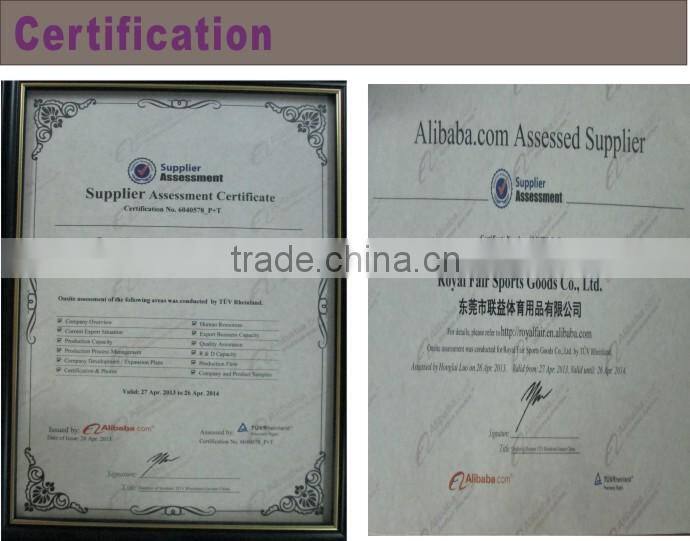 Certification
Supplier
Assessment
Supplier Assessment Certificate
Certification No. 6040578_P+T
Onsite assessment of the following areas was conducted by TÜV Rheinland.
Company Overview
Human Resources
Current Export Situation
Export Business Capacity
Production Capacity
Quality Assurance
Production Process Management
R & D Capacity
Company Development / Expansion Plans
Production Flow
Certification & Photos
Company and Product Samples
Valid: 27 Apr. 2013 to 26 Apr. 2014
Issued by: Alibaba.com
Date of Issue: 28 Apr. 2013
Assessed by: TÜVRheinland
Certification No. 6040578_P+T
Signature:
Title:
Alibaba.com Assessed Supplier
Supplier
Assessment
trade.china.cn
Royal Fair Sports Goods Co., Ltd.
东莞市联益体育用品有限公司
For details, please refer to http://royalfair.en.alibaba.com
Onsite assessment was conducted for Royal Fair Sports Goods Co., Ltd. by TÜV Rheinland.
Assessed by Honglai Luo on 26 Apr. 2013. Valid from: 27 Apr. 2013. Valid until: 26 Apr. 2014.
Signature:
Title:
Alibaba.com
TÜVRheinland